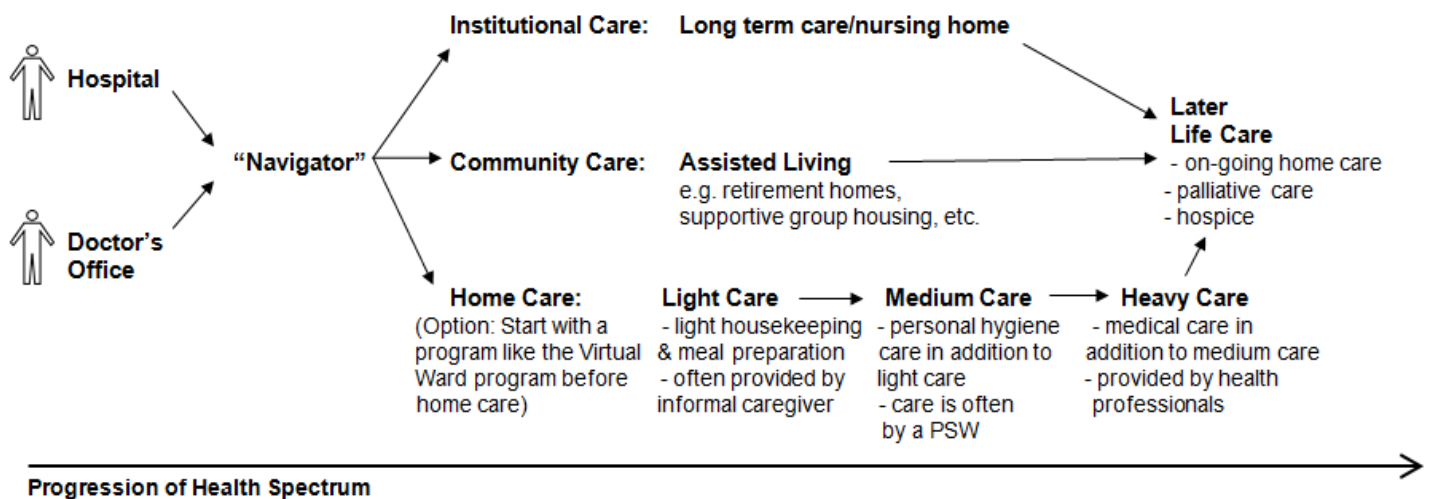 Institutional Care: Long term care/nursing home
Hospital
Later
Life Care
- on-going home care
- palliative care
- hospice
“Navigator”
Community Care: Assisted Living
e.g. retirement homes,
supportive group housing, etc.
Doctor's
Office
Home Care:
(Option: Start with a
program like the Virtual
Ward program before
home care)
Light Care
- light housekeeping
& meal preparation
- often provided by
informal caregiver
Medium Care
- personal hygiene
care in addition to
light care
- care is often
by a PSW
Heavy Care
- medical care in
addition to medium care
- provided by health
professionals
Progression of Health Spectrum